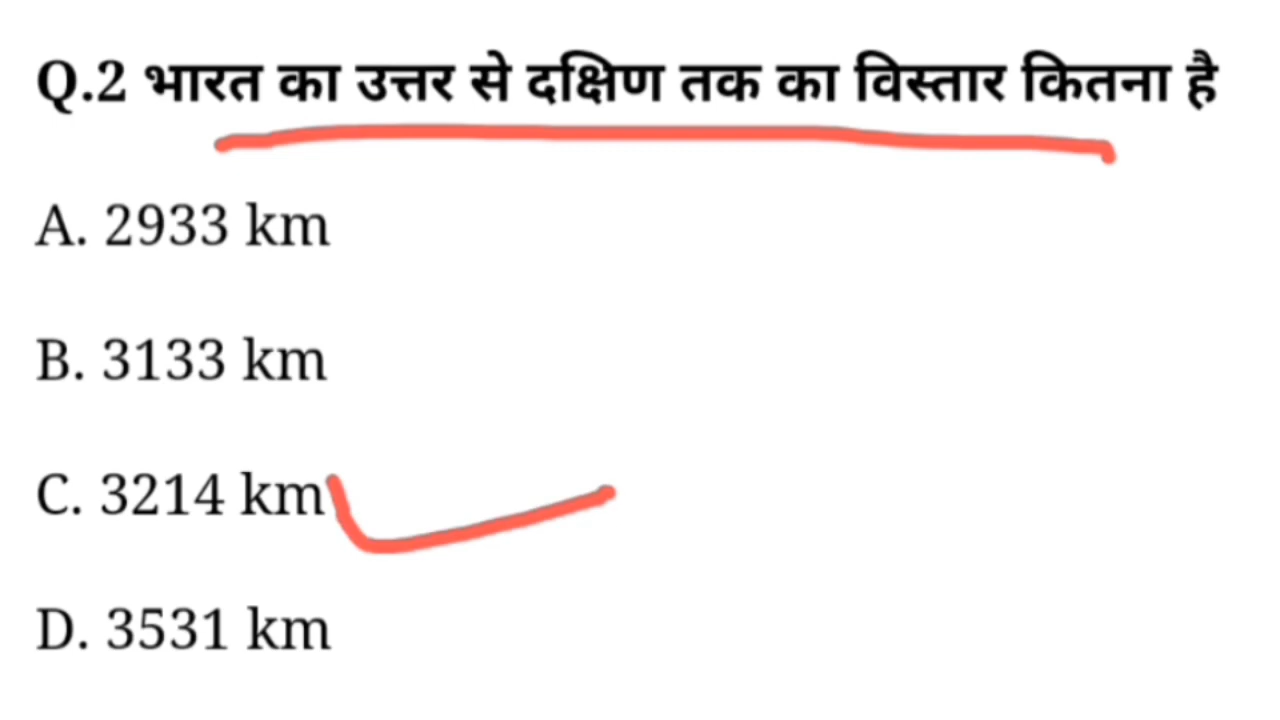 Q.2 भारत का उत्तर से दक्षिण तक का विस्तार कितना है
A. 2933 km
B. 3133 km
C. 3214 km
D. 3531 km